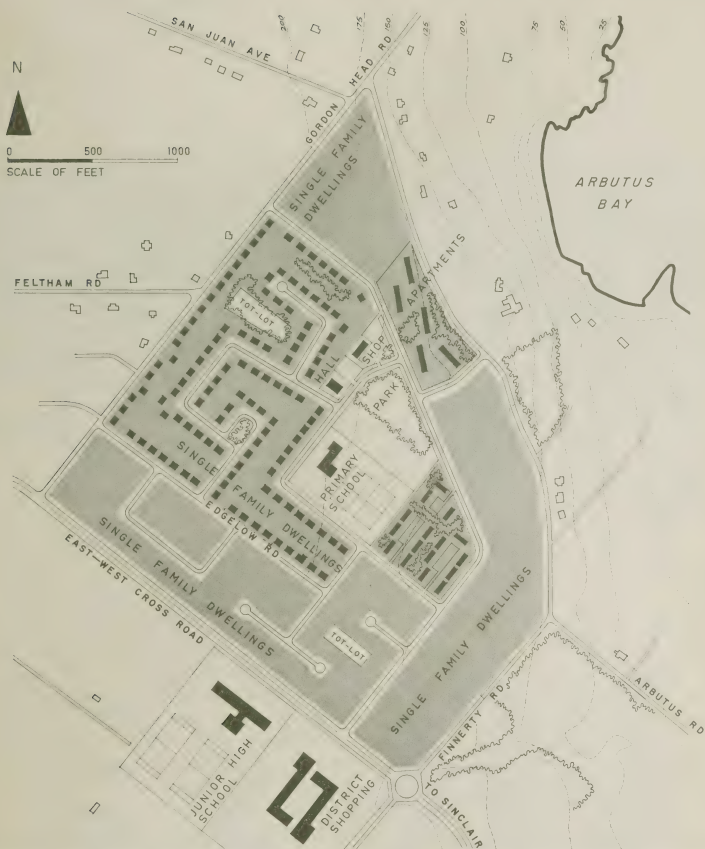 SAN JUAN AVE
200
175
150
125
100
75
50
25
GORDON HEAD RD
N
0 500 1000
SCALE OF FEET
ARBUTUS
BAY
SINGLE FAMILY
DWELLINGS
FELTHAM RD
APARTMENTS
TOT-LOT
HALL
SHOP
PARK
SINGLE FAMILY DWELLINGS
PRIMARY
SCHOOL
EDGELOW RD
SINGLE FAMILY DWELLINGS
EAST-WEST CROSS ROAD
TOT-LOT
SINGLE FAMILY DWELLINGS
FINNERTY RD
ARBUTUS RD
JUNIOR HIGH
SCHOOL
DISTRICT
SHOPPING
TO SINCLAIR